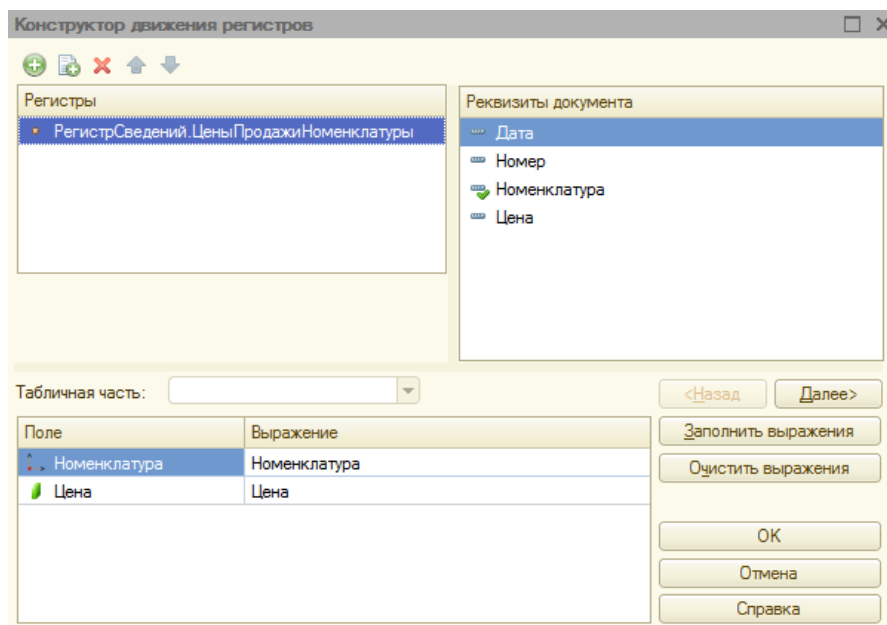 Конструктор движения регистров
Регистры
РегистрСведений.ЦеныПродажиНоменклатуры
Реквизиты документа
Дата
Номер
Номенклатура
Цена
Табличная часть:
<Назад
Далее>
Поле
Выражение
Номенклатура
Номенклатура
Цена
Цена
Заполнить выражения
Очистить выражения
OK
Отмена
Справка